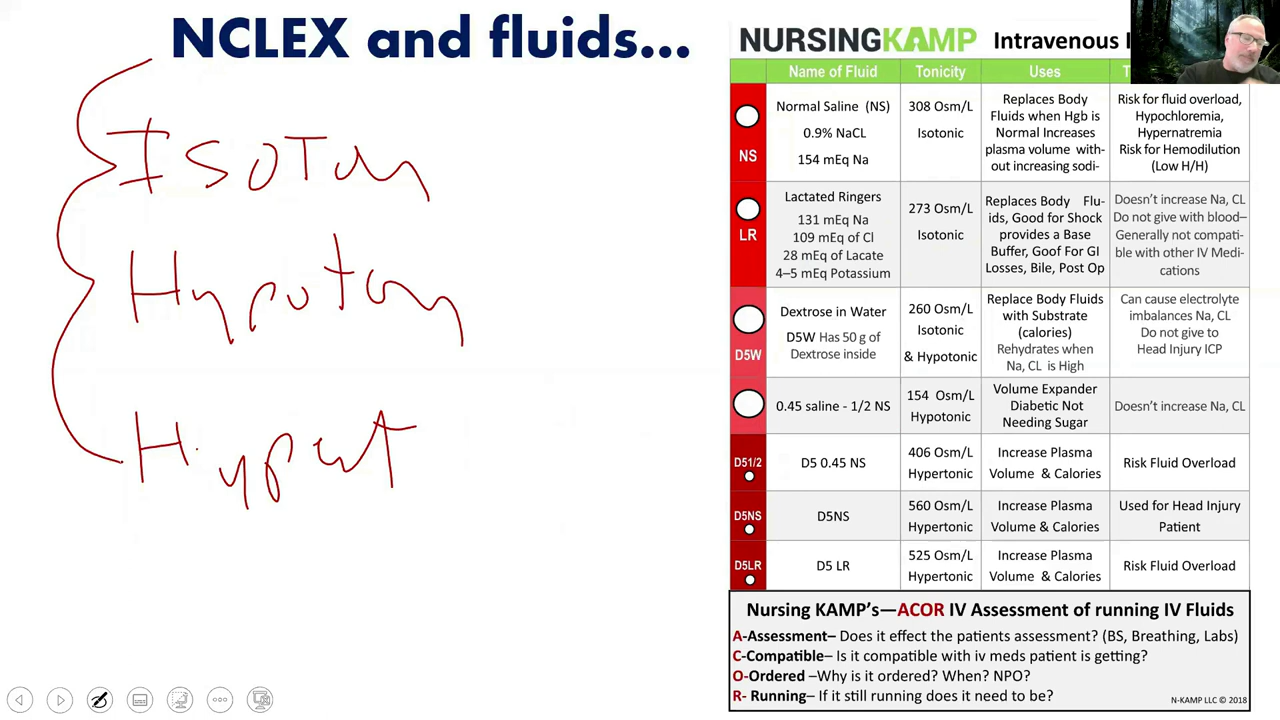 NCLEX and fluids...
Isoton
Hypoton
Hypert
NURSINGKAMP Intravenous
Name of Fluid Tonicity Uses
NS
Normal Saline (NS)
0.9% NaCL
154 mEq Na
308 Osm/L
Isotonic
Replaces Body
Fluids when Hgb is
Normal Increases
plasma volume with-
out increasing sodi-
Risk for fluid overload,
Hypochloremia,
Hypernatremia
Risk for Hemodilution
(Low H/H)
LR
Lactated Ringers
131 mEq Na
109 mEq of Cl
28 mEq of Lacate
4–5 mEq Potassium
273 Osm/L
Isotonic
Replaces Body Flu-
ids, Good for Shock
provides a Base
Buffer, Goof For GI
Losses, Bile, Post Op
Doesn't increase Na, CL
Do not give with blood–
Generally not compati-
ble with other IV Medi-
cations
D5W
Dextrose in Water
D5W Has 50 g of
Dextrose inside
260 Osm/L
Isotonic
& Hypotonic
Replace Body Fluids
with Substrate
(calories)
Rehydrates when
Na, CL is High
Can cause electrolyte
imbalances Na, CL
Do not give to
Head Injury ICP
0.45 saline - 1/2 NS
154 Osm/L
Hypotonic
Volume Expander
Diabetic Not
Needing Sugar
Doesn't increase Na, CL
D51/2
D5 0.45 NS
406 Osm/L
Hypertonic
Increase Plasma
Volume & Calories
Risk Fluid Overload
D5NS
D5NS
560 Osm/L
Hypertonic
Increase Plasma
Volume & Calories
Used for Head Injury
Patient
D5LR
D5 LR
525 Osm/L
Hypertonic
Increase Plasma
Volume & Calories
Risk Fluid Overload
Nursing KAMP's—ACOR IV Assessment of running IV Fluids
A-Assessment– Does it effect the patients assessment? (BS, Breathing, Labs)
C-Compatible– Is it compatible with iv meds patient is getting?
O-Ordered –Why is it ordered? When? NPO?
R- Running– If it still running does it need to be?
N-KAMP LLC © 2018